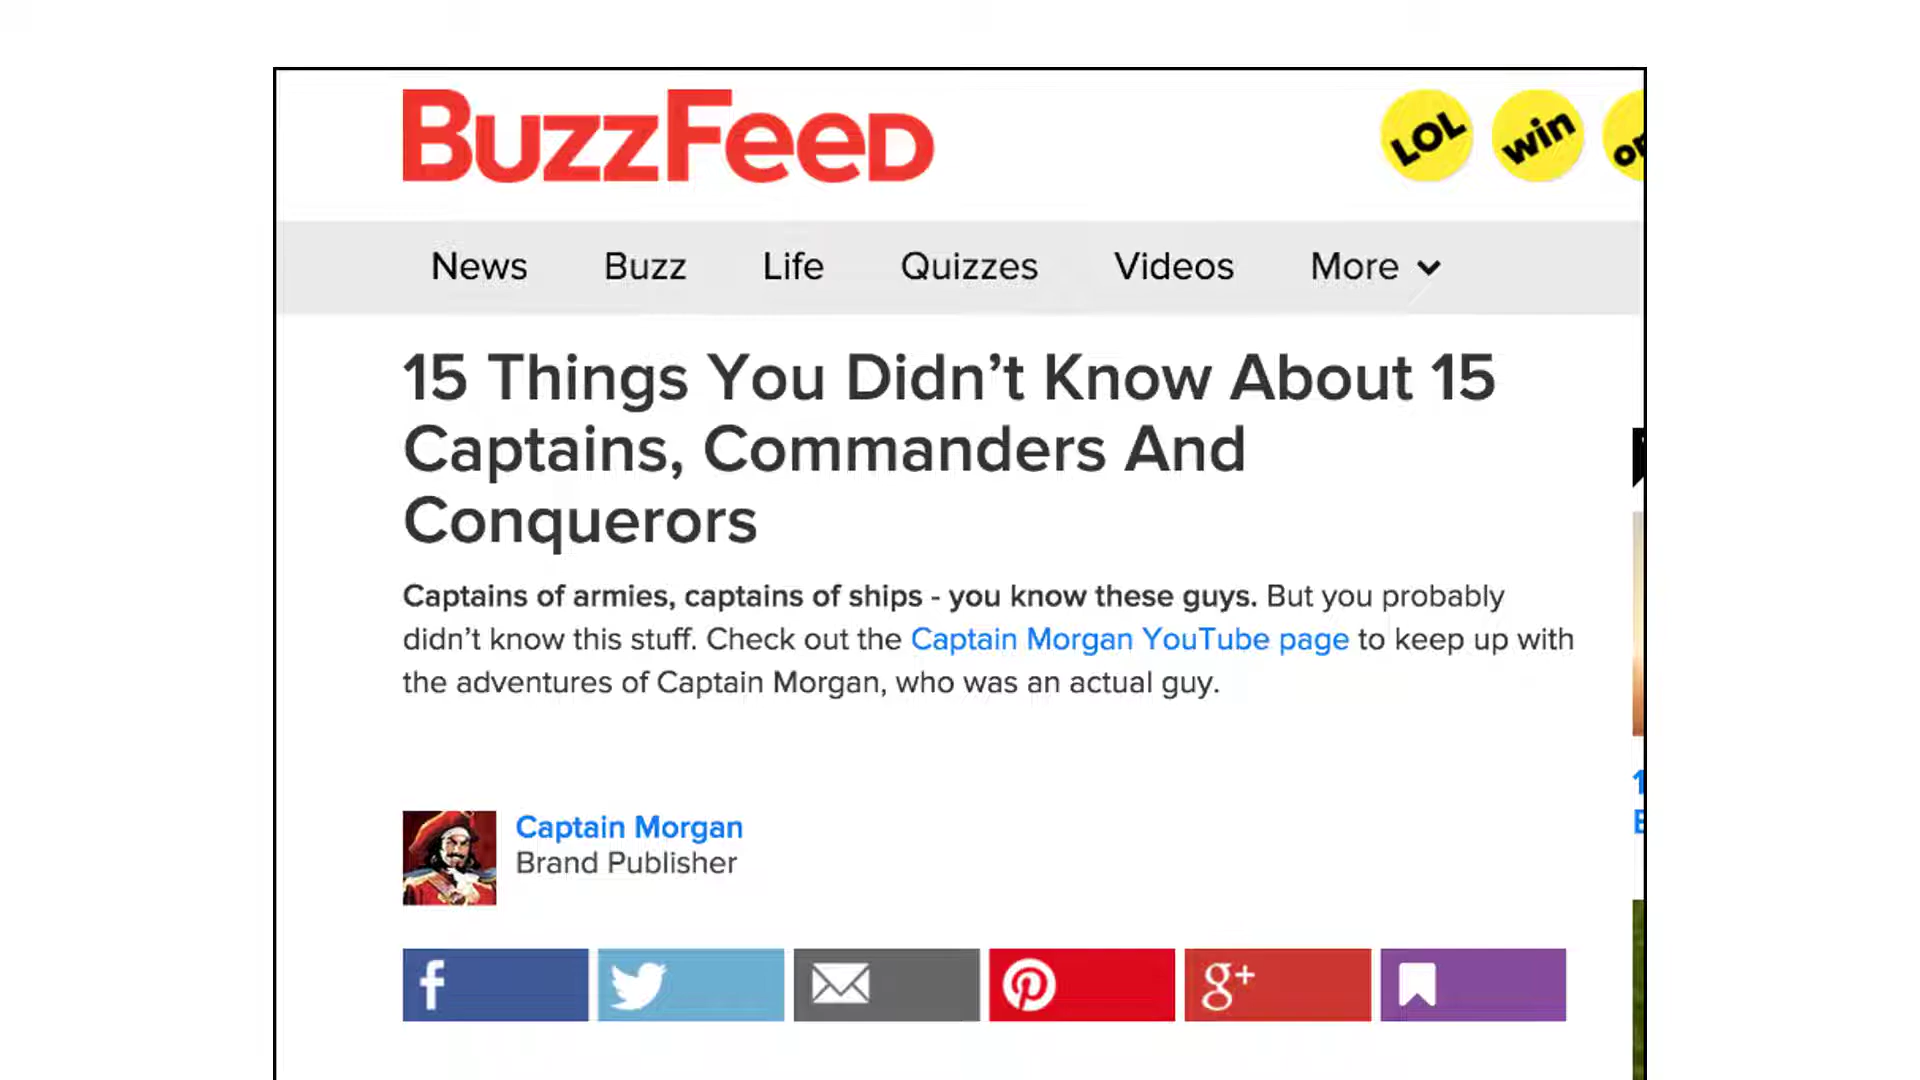 BuzzFeed
LOL
win
News Buzz Life Quizzes Videos More
15 Things You Didn’t Know About 15
Captains, Commanders And
Conquerors
Captains of armies, captains of ships - you know these guys. But you probably
didn’t know this stuff. Check out the Captain Morgan YouTube page to keep up with
the adventures of Captain Morgan, who was an actual guy.
Captain Morgan
Brand Publisher
f
g+